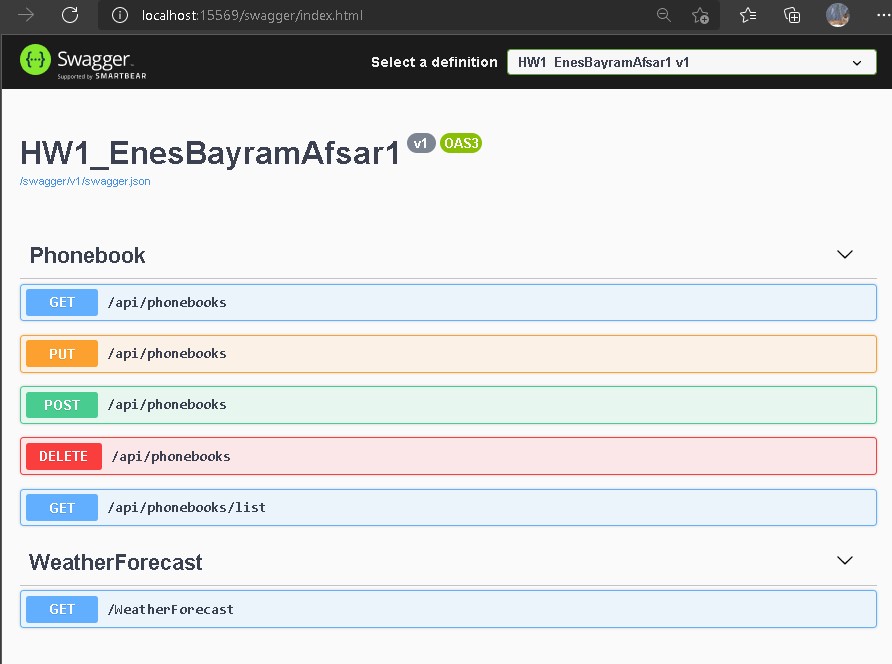 localhost:15569/swagger/index.html
Swagger
Supported by SMARTBEAR
Select a definition
HW1_EnesBayramAfsar1 v1
HW1_EnesBayramAfsar1 v1 OAS3
/swagger/v1/swagger.json
Phonebook
GET /api/phonebooks
PUT /api/phonebooks
POST /api/phonebooks
DELETE /api/phonebooks
GET /api/phonebooks/list
WeatherForecast
GET /WeatherForecast